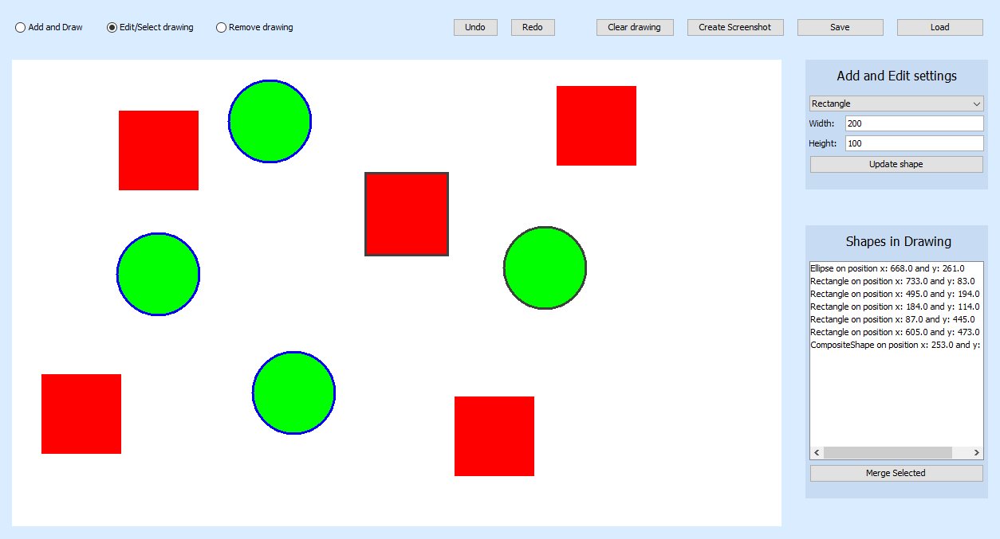 Add and Draw Edit/Select drawing Remove drawing Undo Redo Clear drawing Create Screenshot Save Load
Add and Edit settings
Rectangle
Width: 200
Height: 100
Update shape
Shapes in Drawing
Ellipse on position x: 668.0 and y: 261.0
Rectangle on position x: 733.0 and y: 83.0
Rectangle on position x: 495.0 and y: 194.0
Rectangle on position x: 184.0 and y: 114.0
Rectangle on position x: 87.0 and y: 445.0
Rectangle on position x: 605.0 and y: 473.0
CompositeShape on position x: 253.0 and y:
Merge Selected